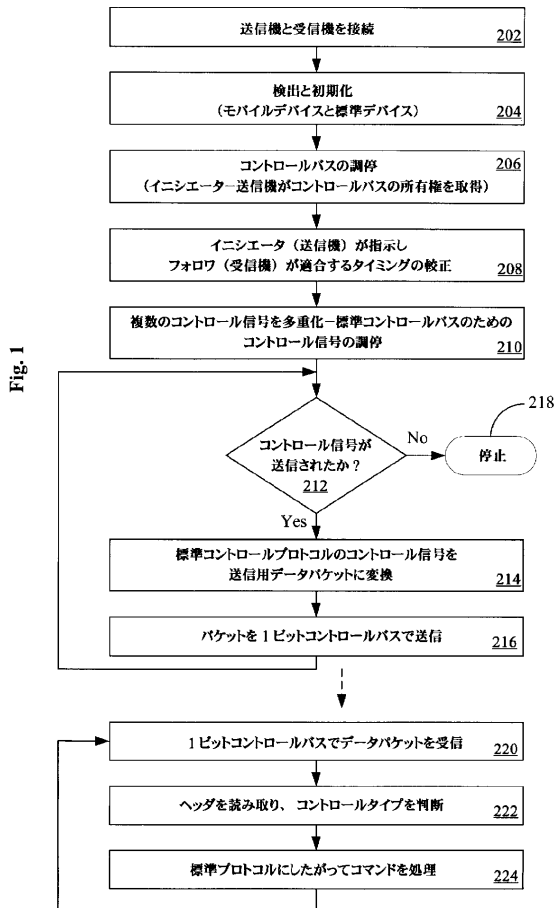 送信機と受信機を接続
202
検出と初期化
(モバイルデバイスと標準デバイス)
204
コントロールバスの調停
206
(イニシエーター送信機がコントロールバスの所有権を取得)
イニシエータ (送信機) が指示し
フォロワ (受信機) が適合するタイミングの較正
208
複数のコントロール信号を多重化-標準コントロールバスのための
コントロール信号の調停
210
Fig. 1
コントロール信号が
送信されたか?
212
No
218
停止
Yes
標準コントロールプロトコルのコントロール信号を
送信用データパケットに変換
214
パケットを1ビットコントロールバスで送信
216
1ビットコントロールバスでデータパケットを受信
220
ヘッダを読み取り、コントロールタイプを判断
222
標準プロトコルにしたがってコマンドを処理
224